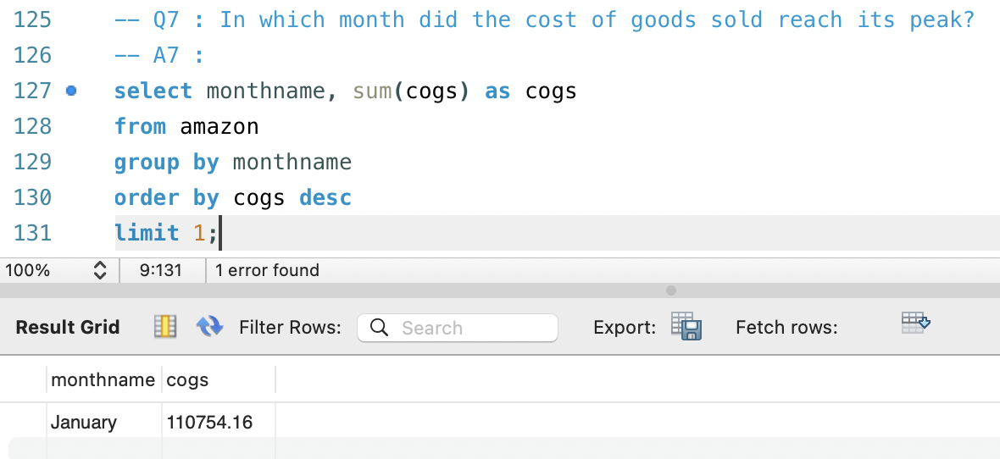 125 -- Q7 : In which month did the cost of goods sold reach its peak?
126 -- A7 :
127 select monthname, sum(cogs) as cogs
128 from amazon
129 group by monthname
130 order by cogs desc
131 limit 1;
100% 9:131 1 error found
Result Grid Filter Rows: Search Export: Fetch rows:
monthname cogs
January 110754.16